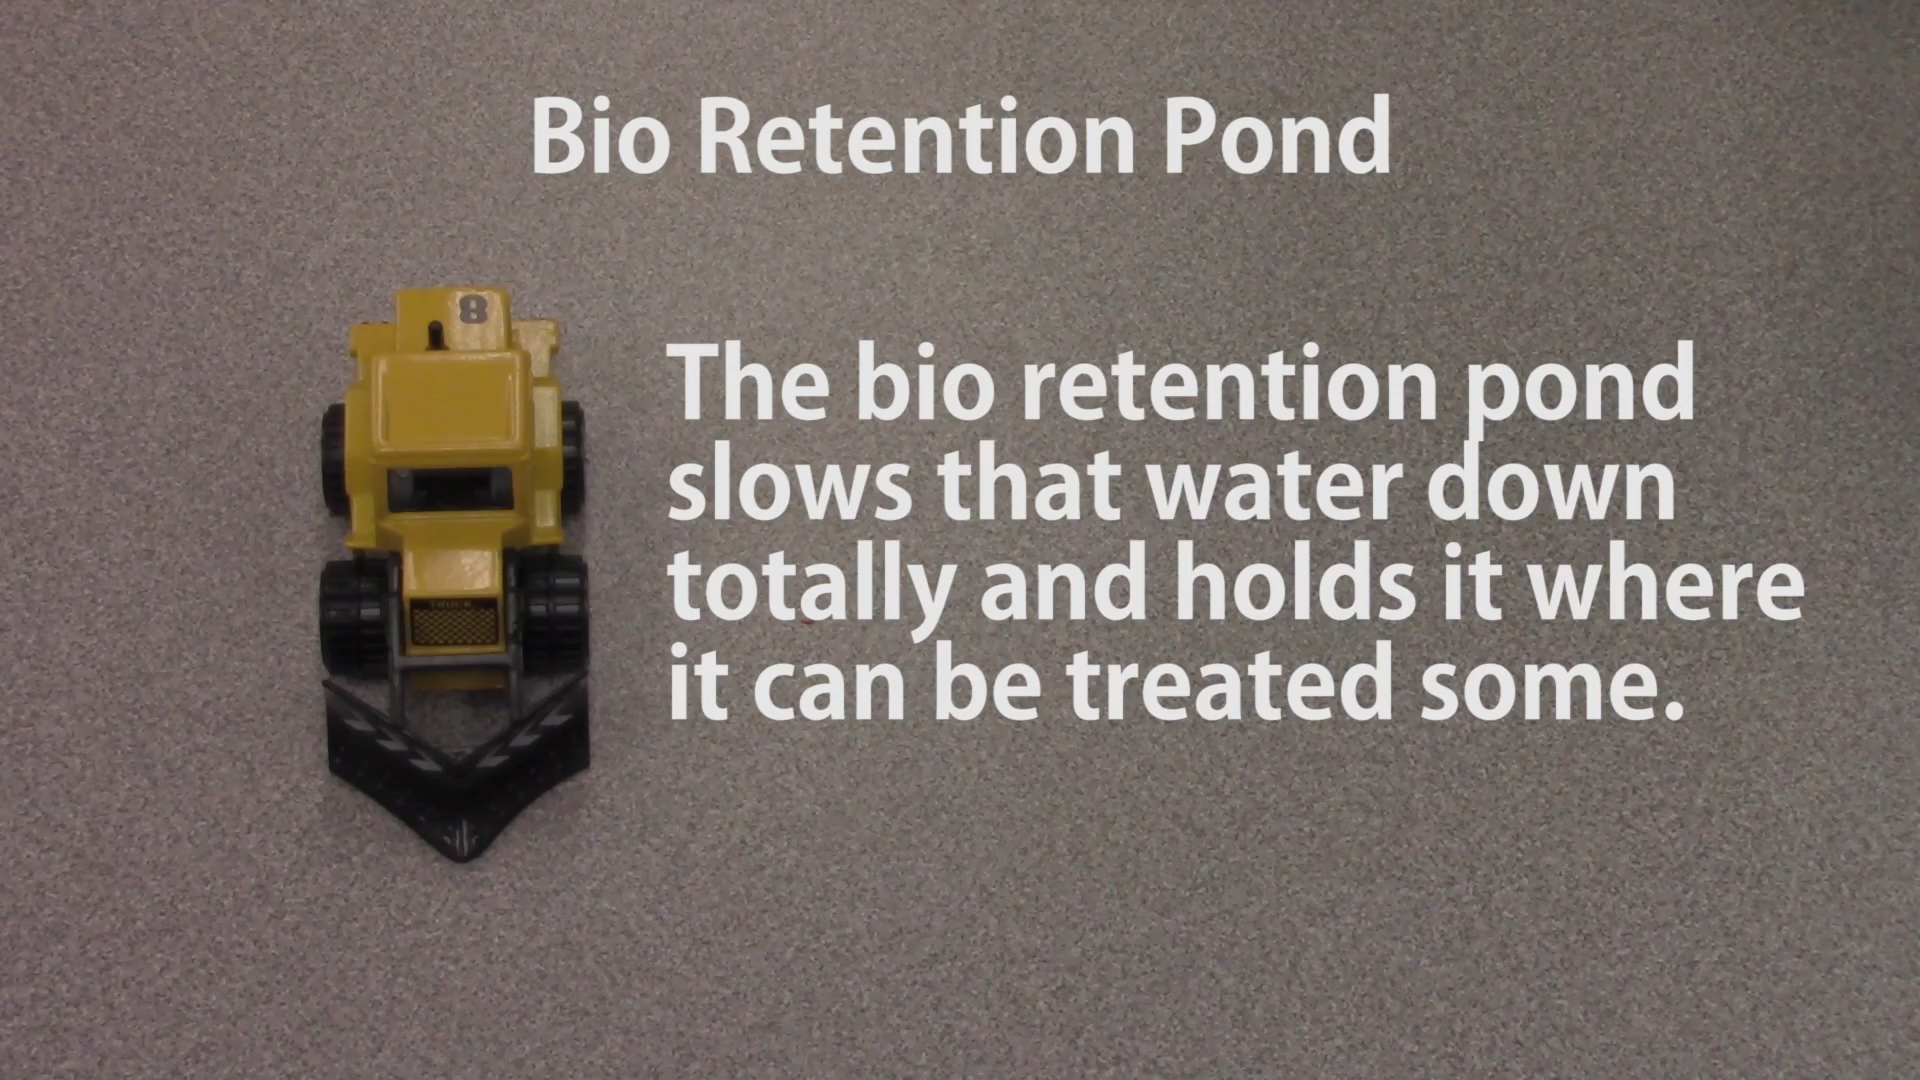 Bio Retention Pond
8
The bio retention pond
slows that water down
totally and holds it where
it can be treated some.
TRUCK